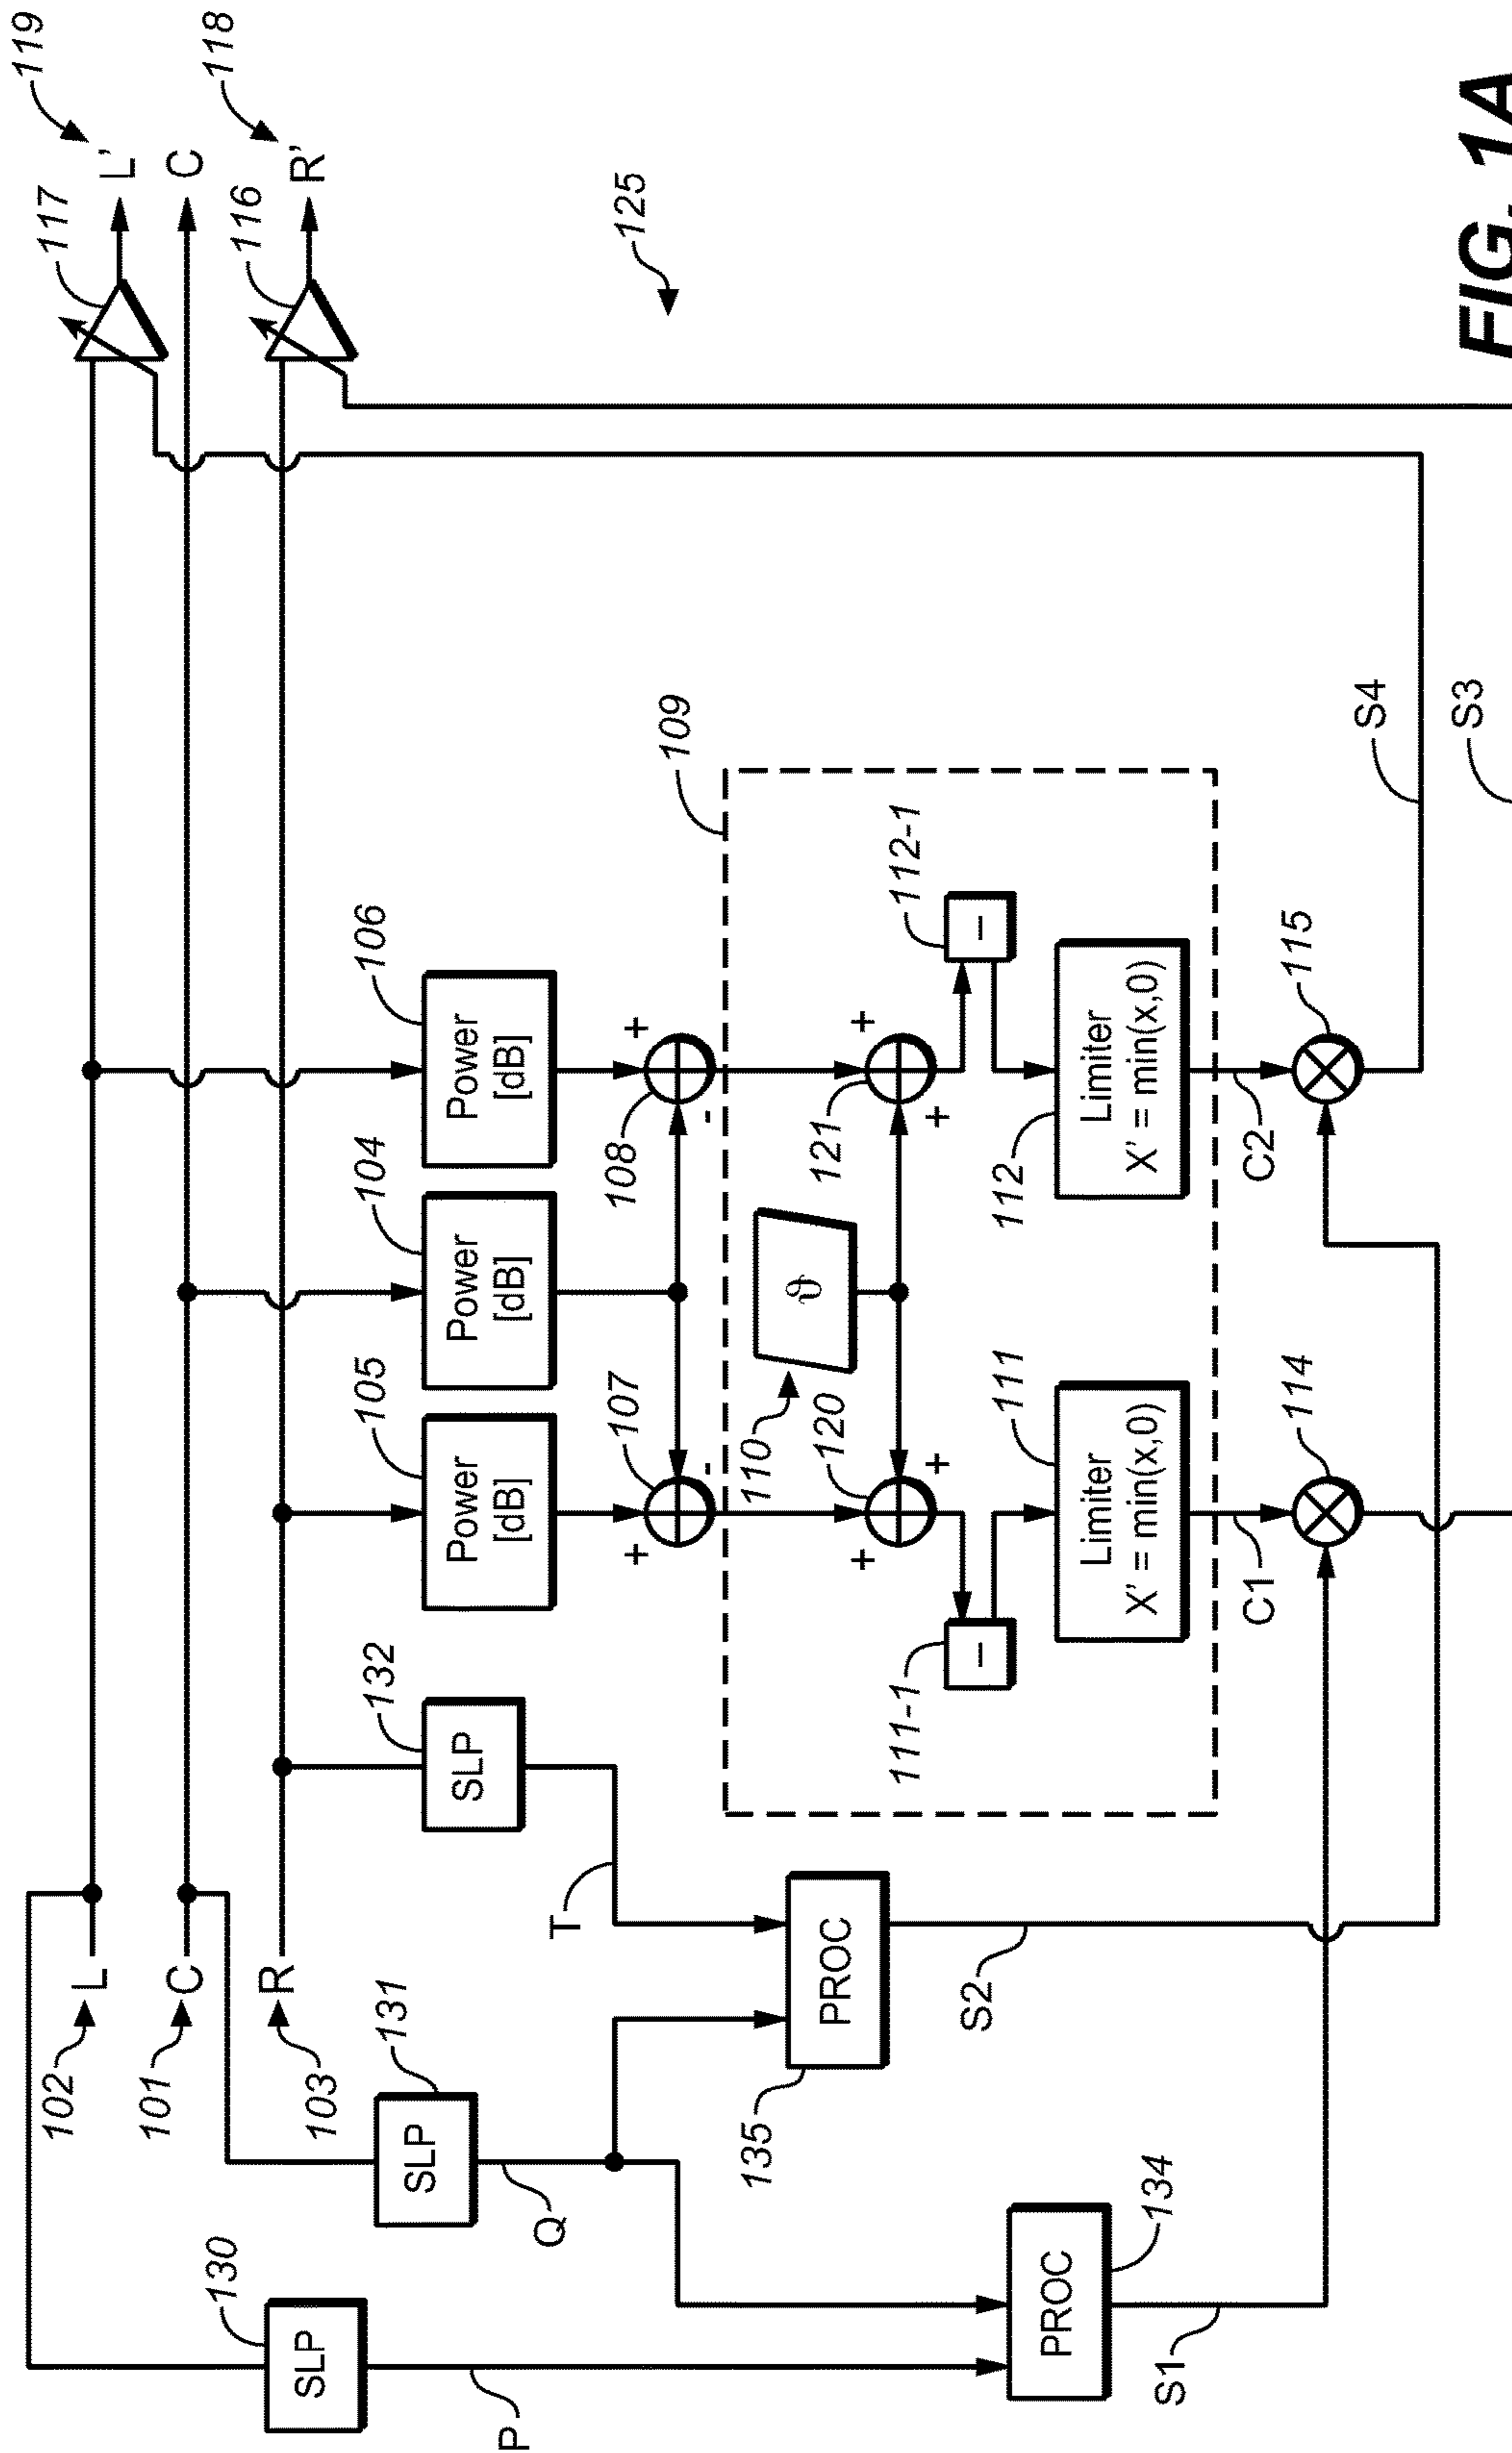 119
L'
C
118
R'
117
116
125
106
Power
[dB]
104
Power
[dB]
105
Power
[dB]
+
108
-
+
107
-
109
132
SLP
102
L
101
C
103
R
131
SLP
130
SLP
T
Q
P
110
ϑ
+
121
+
+
120
+
112-1
–
111-1
–
112
Limiter
X' = min(x,0)
111
Limiter
X' = min(x,0)
135
PROC
134
PROC
C2
115
C1
114
S2
S1
S4
S3
FIG. 1A